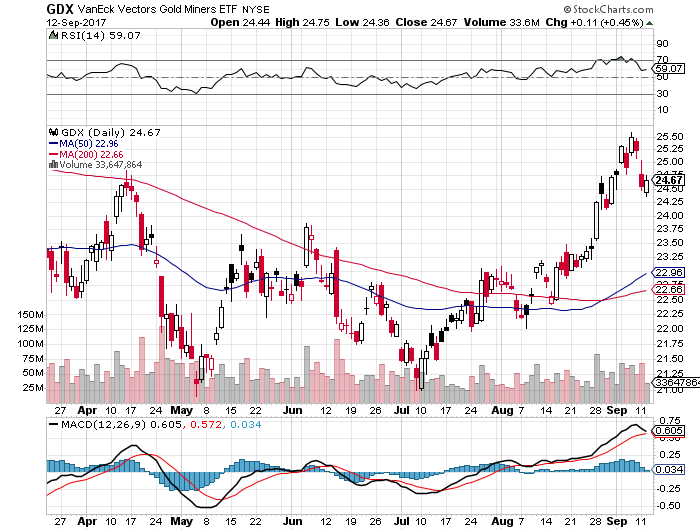 GDX VanEck Vectors Gold Miners ETF NYSE
© StockCharts.com
12-Sep-2017
Open 24.44 High 24.75 Low 24.36 Close 24.67 Volume 33.6M Chg +0.11 (+0.45%)
RSI(14) 59.07
90
70
59.07
50
30
10
GDX (Daily) 24.67
MA(50) 22.96
MA(200) 22.66
Volume 33,647,864
25.50
25.25
25.00
24.75
24.67
24.50
24.25
24.00
23.75
23.50
23.25
23.00
22.96
22.75
22.66
22.50
22.25
22.00
21.75
21.50
21.25
33647864
21.00
150M
125M
100M
75M
50M
25M
27 Apr 10 17 24 May 8 15 22 Jun 12 19 26 Jul 10 17 24 Aug 7 14 21 28 Sep 11
MACD(12,26,9) 0.605, 0.572, 0.034
0.605
0.50
0.25
0.034
0.00
-0.25
-0.50
27 Apr 10 17 24 May 8 15 22 Jun 12 19 26 Jul 10 17 24 Aug 7 14 21 28 Sep 11